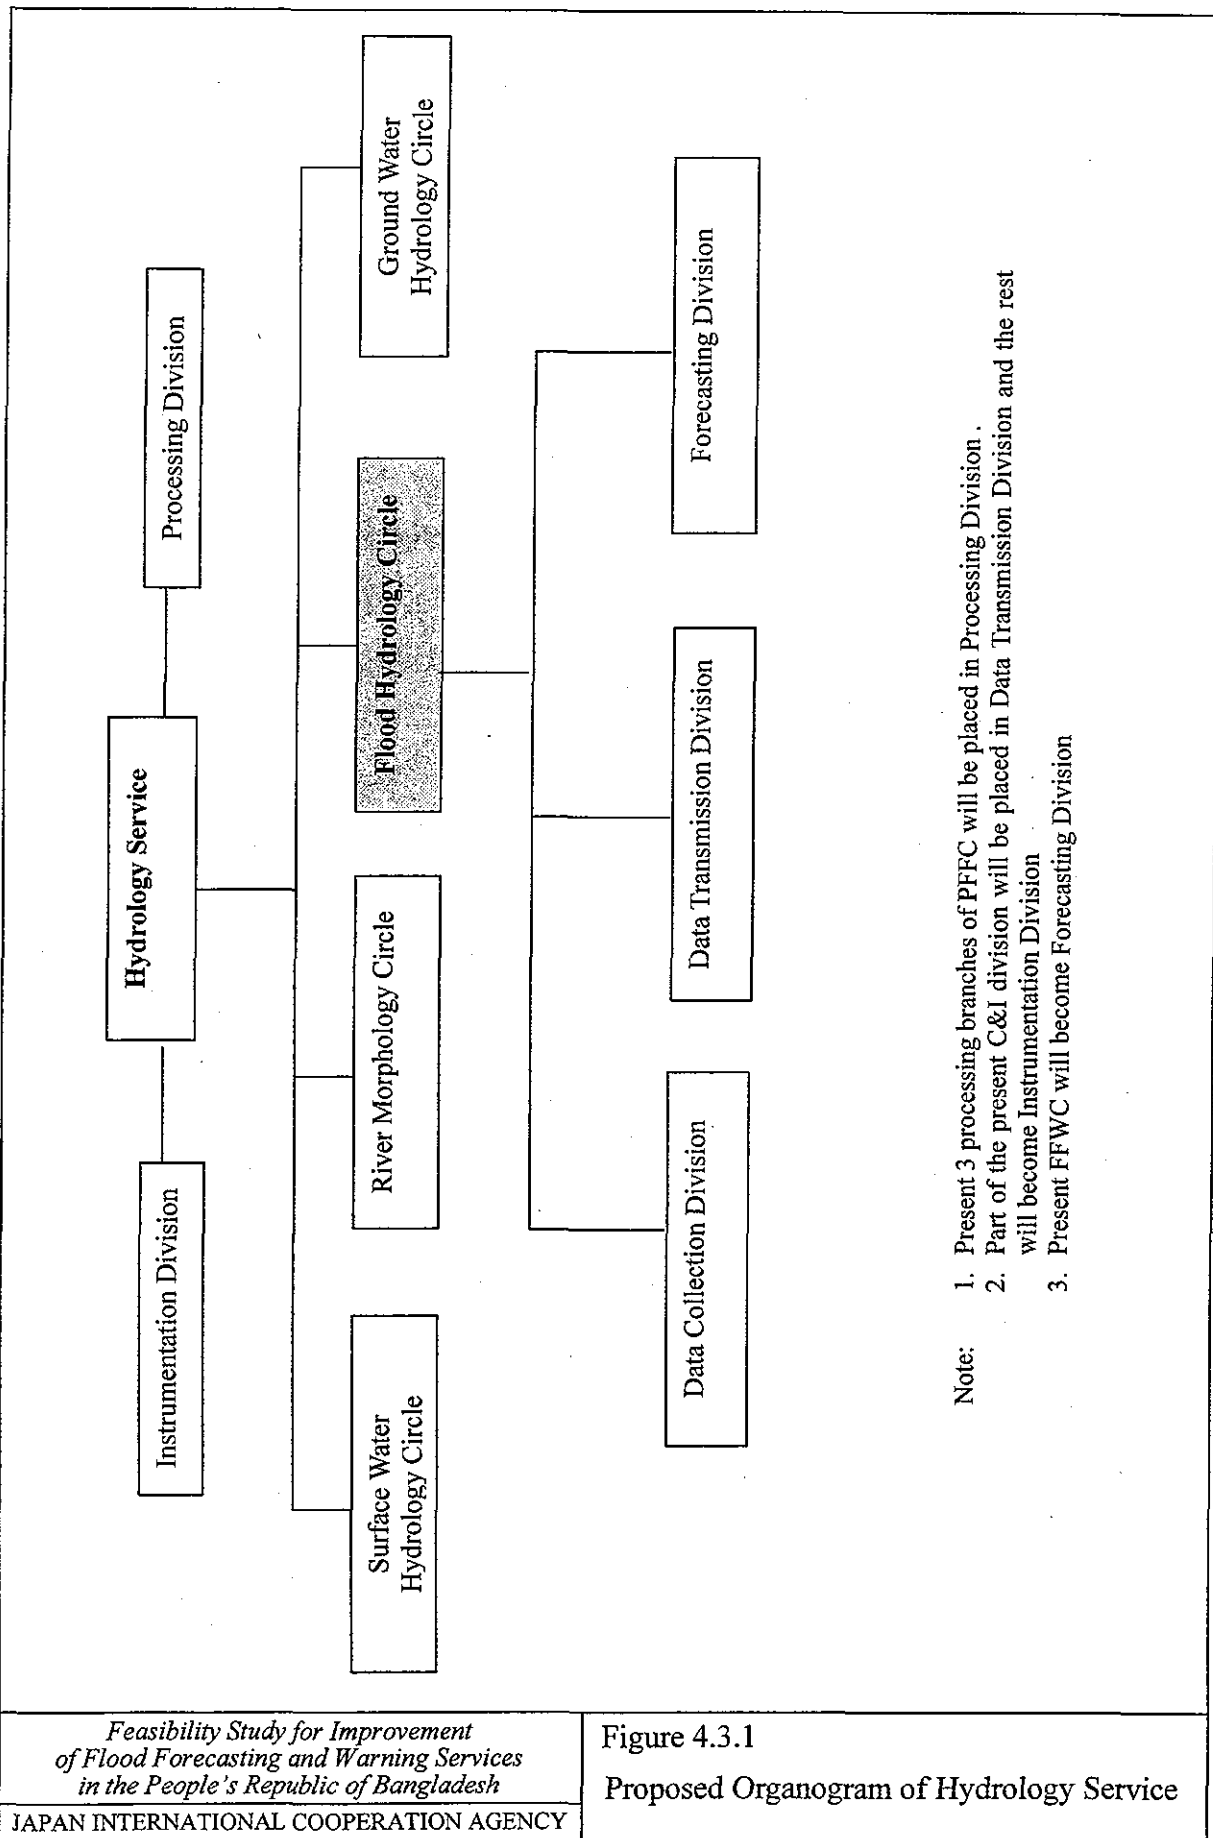 Hydrology Service
Instrumentation Division
Processing Division
Surface Water
Hydrology Circle
River Morphology Circle
Flood Hydrology Circle
Ground Water
Hydrology Circle
Data Collection Division
Data Transmission Division
Forecasting Division
Note:
1. Present 3 processing branches of PFFC will be placed in Processing Division .
2. Part of the present C&I division will be placed in Data Transmission Division and the rest
will become Instrumentation Division
3. Present FFWC will become Forecasting Division
Feasibility Study for Improvement
of Flood Forecasting and Warning Services
in the People's Republic of Bangladesh
JAPAN INTERNATIONAL COOPERATION AGENCY
Figure 4.3.1
Proposed Organogram of Hydrology Service